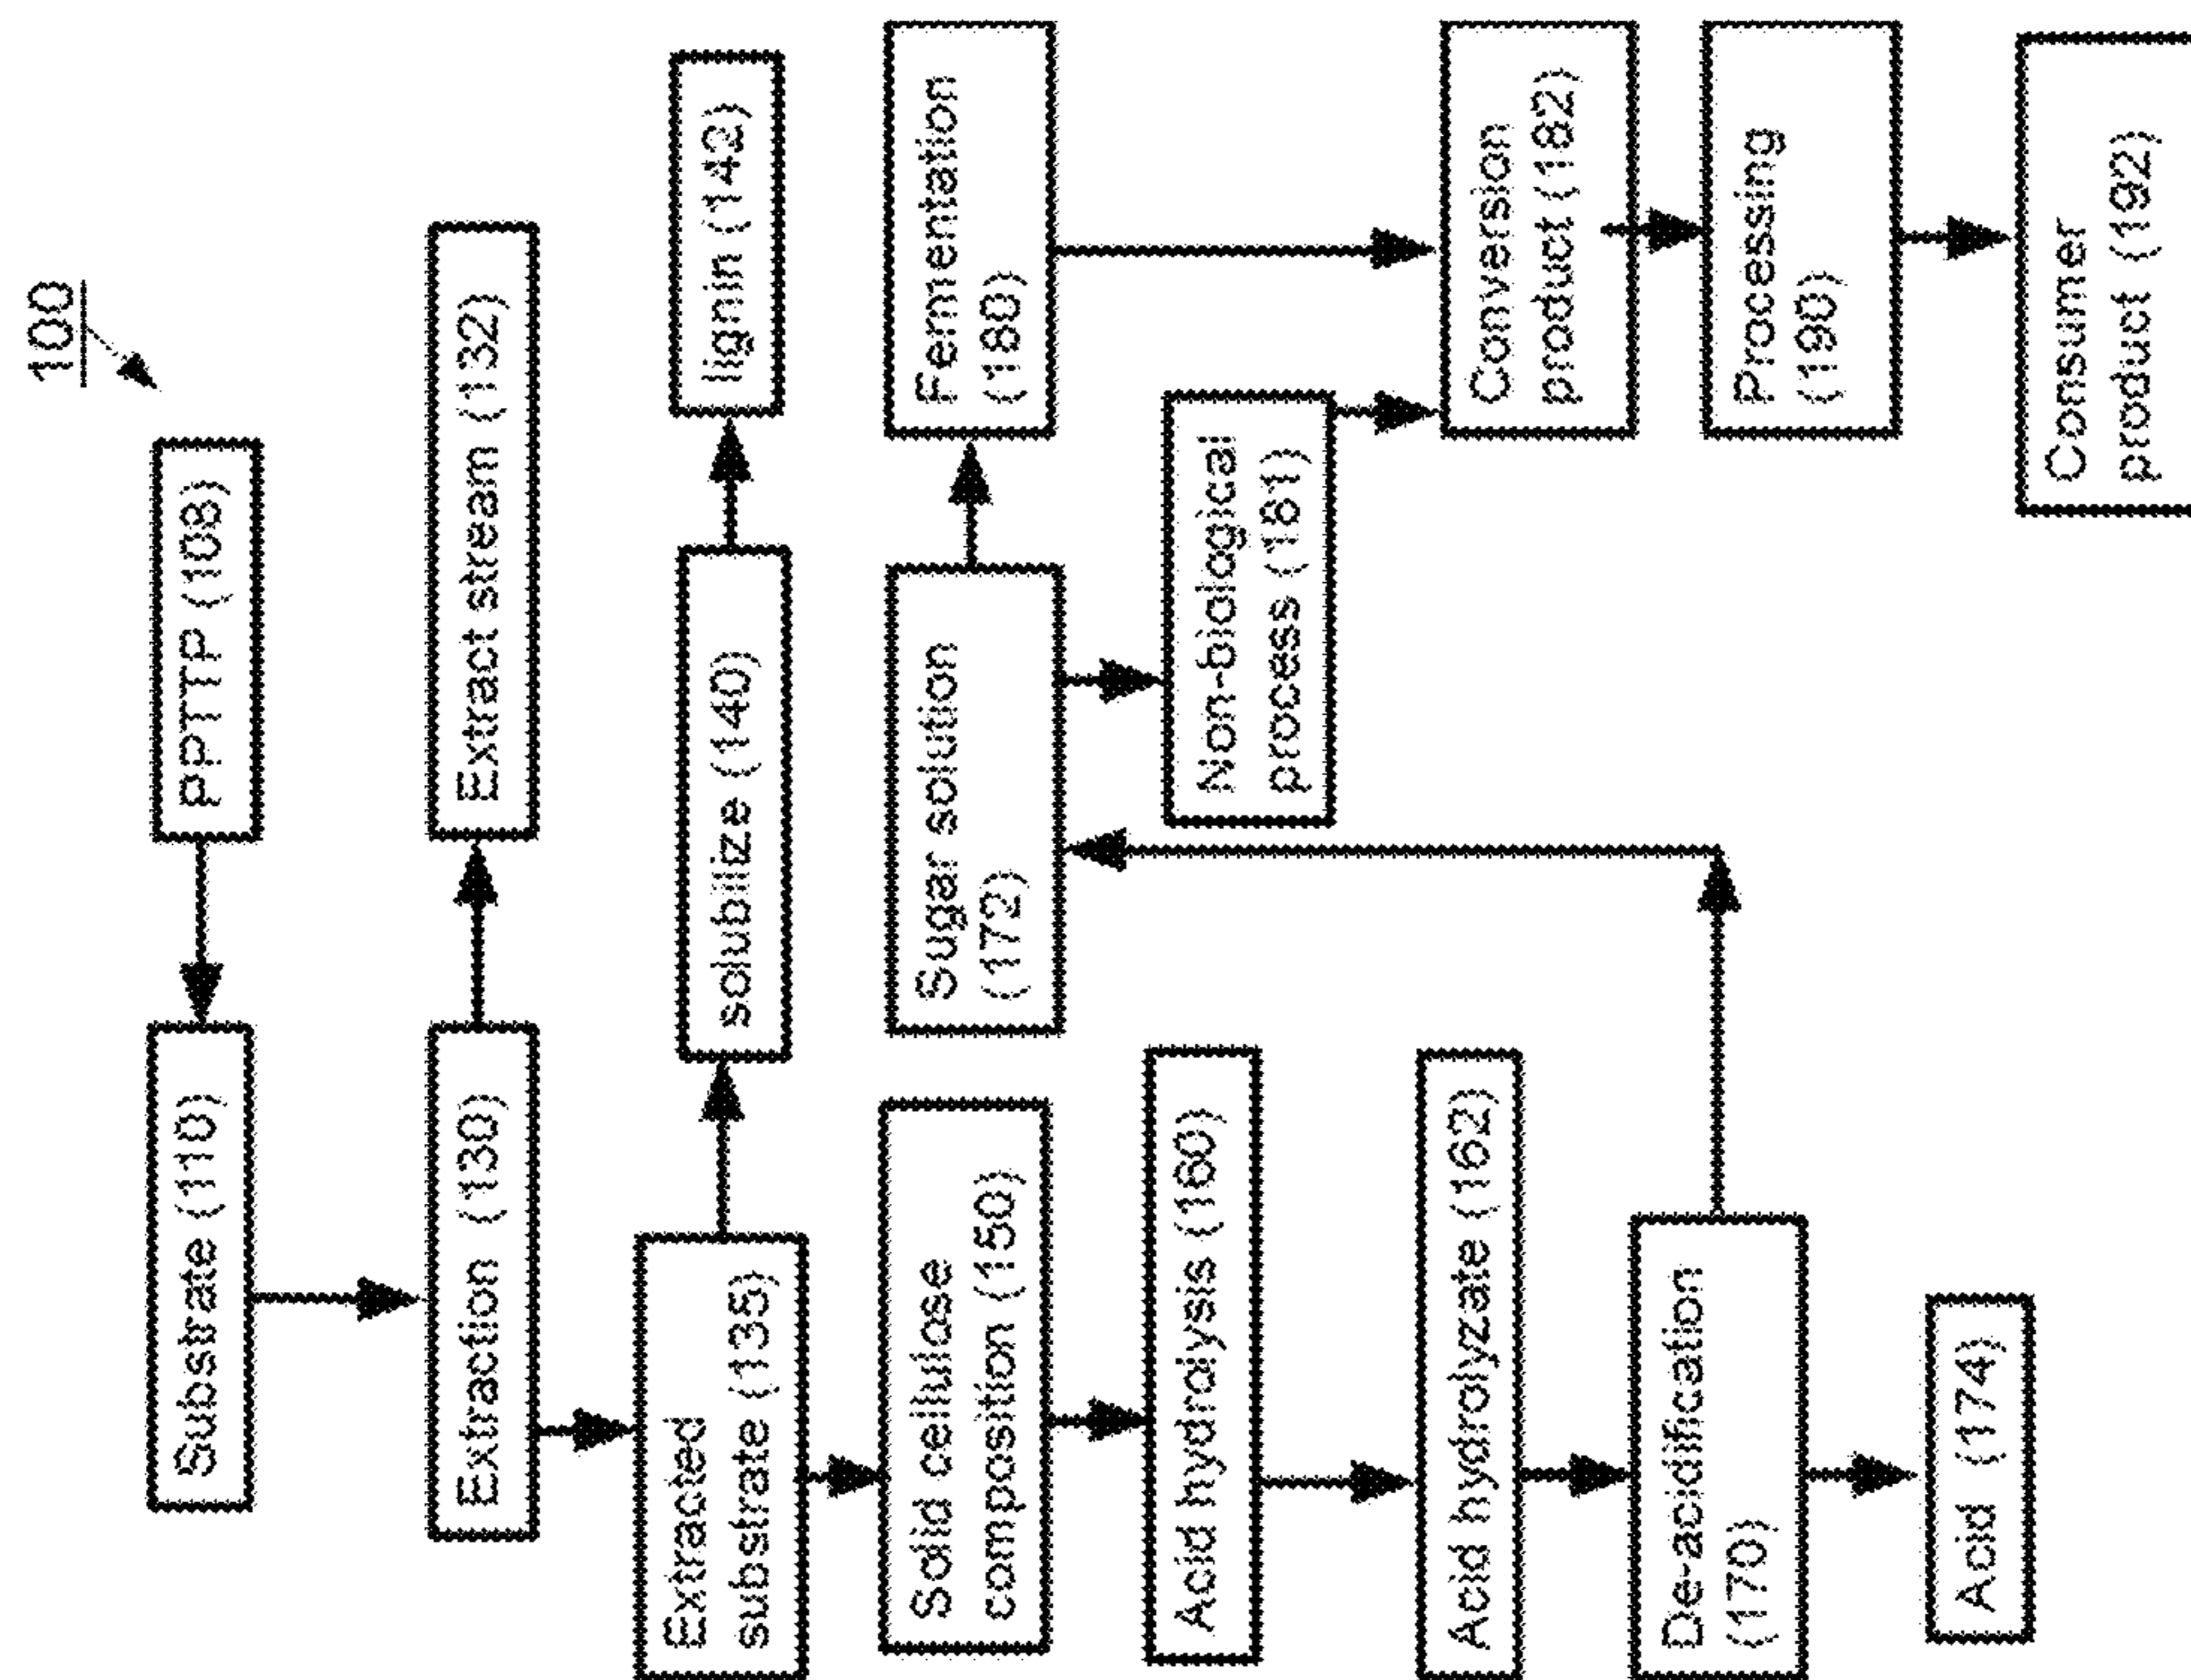 100
PPTTP (108)
Substrate (110)
Extraction (130)
Extract stream (132)
Extracted
substrate (135)
solubilize (140)
lignin (142)
Solid cellulose
composition (150)
Sugar solution
(172)
Fermentation
(180)
Acid hydrolysis (160)
Non-biological
process (181)
Acid hydrolyzate (162)
Conversion
product (182)
De-acidification
(170)
Processing
(190)
Acid (174)
Consumer
product (192)